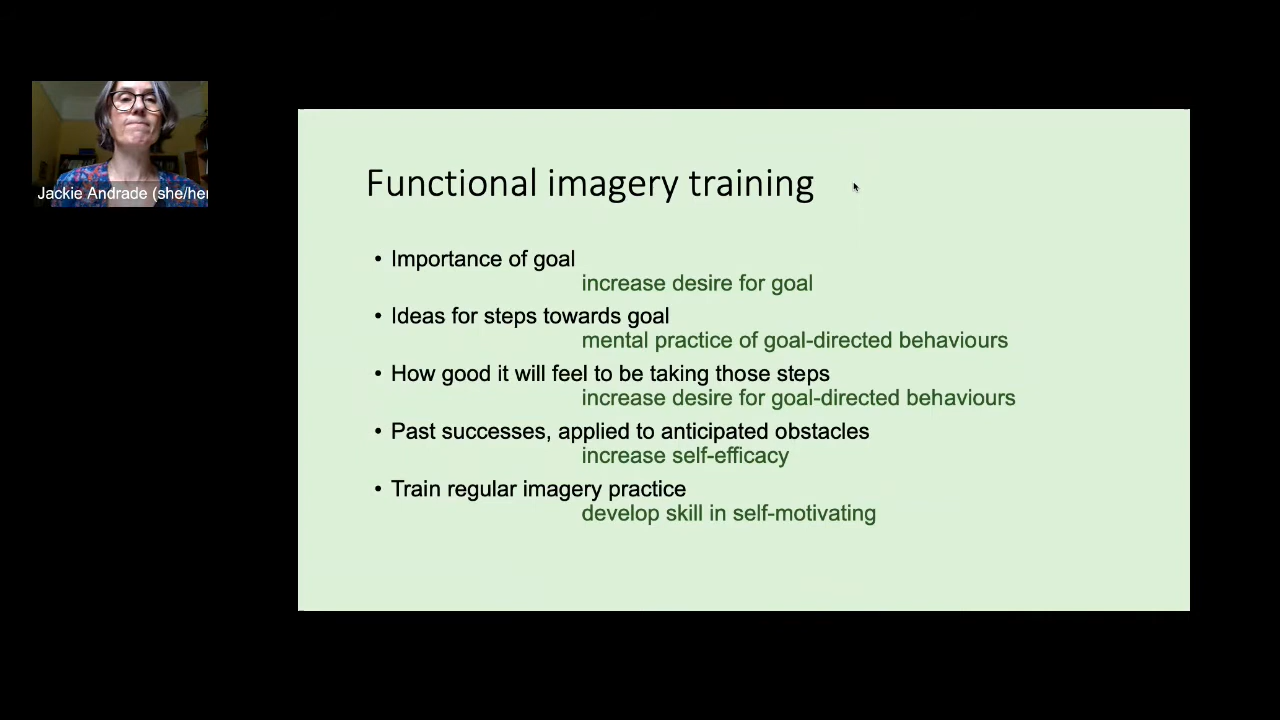 Jackie Andrade (she/her
Functional imagery training
• Importance of goal
increase desire for goal
• Ideas for steps towards goal
mental practice of goal-directed behaviours
• How good it will feel to be taking those steps
increase desire for goal-directed behaviours
• Past successes, applied to anticipated obstacles
increase self-efficacy
• Train regular imagery practice
develop skill in self-motivating